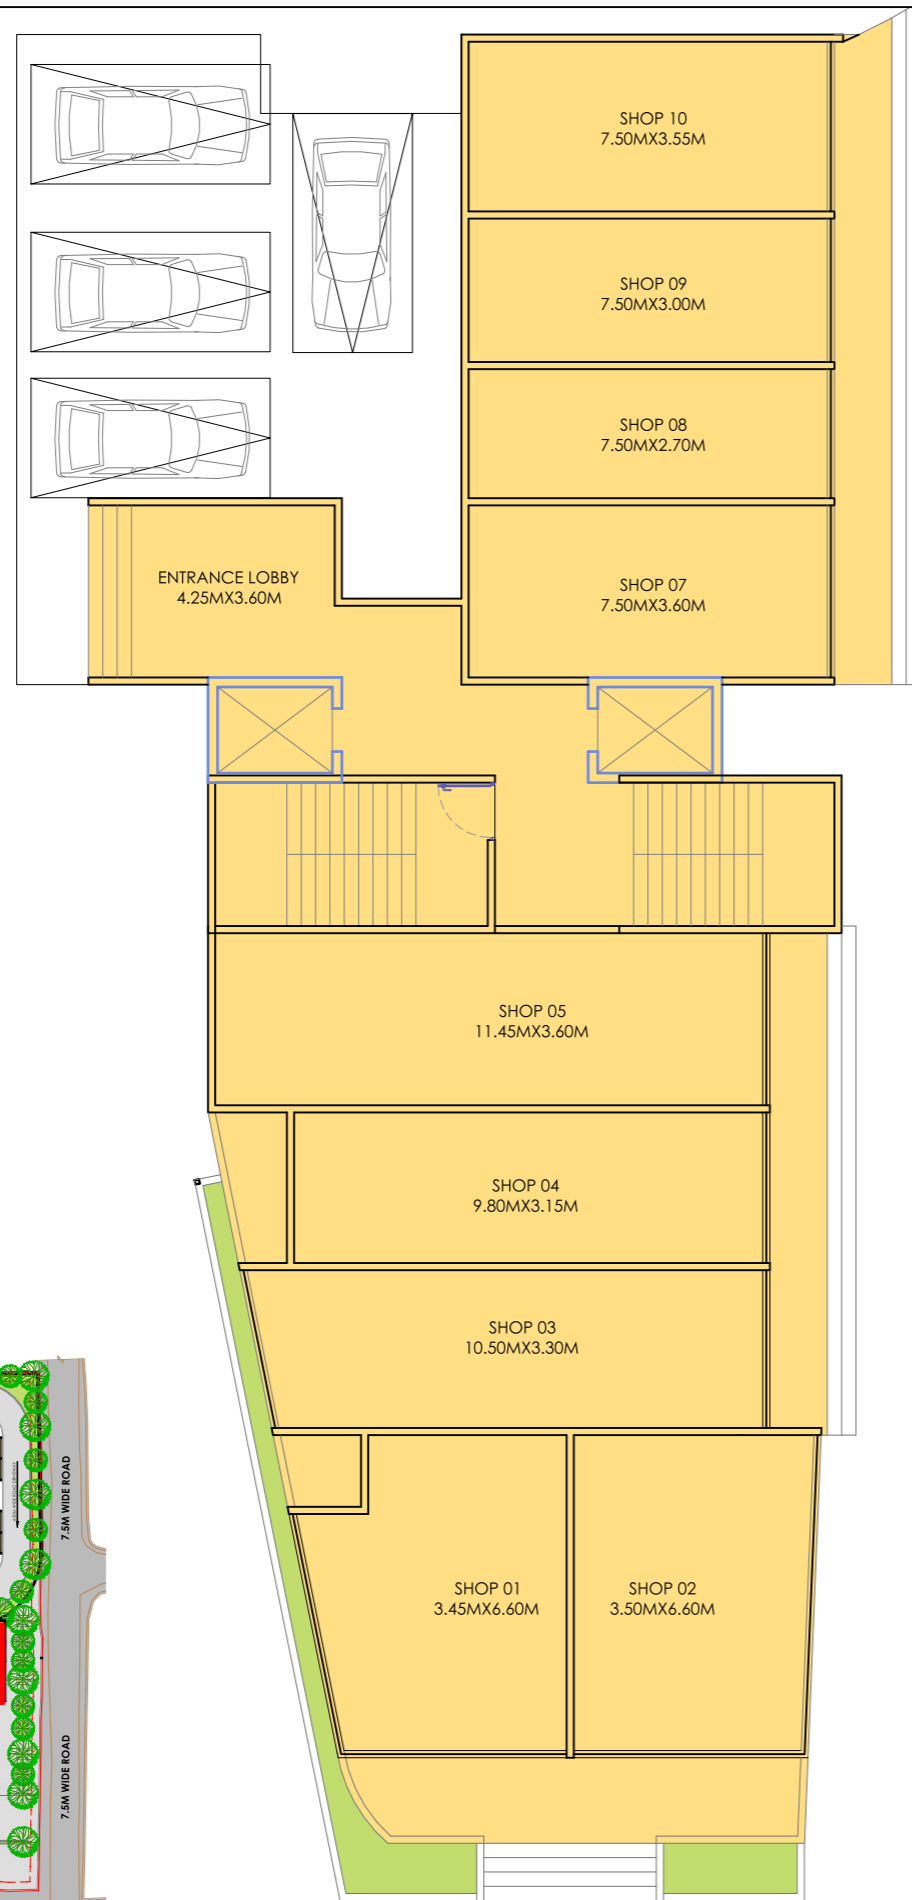 SHOP 10
7.50MX3.55M
SHOP 09
7.50MX3.00M
SHOP 08
7.50MX2.70M
ENTRANCE LOBBY
4.25MX3.60M
SHOP 07
7.50MX3.60M
SHOP 05
11.45MX3.60M
SHOP 04
9.80MX3.15M
SHOP 03
10.50MX3.30M
SHOP 01
3.45MX6.60M
SHOP 02
3.50MX6.60M
7.5M WIDE ROAD
7.5M WIDE ROAD